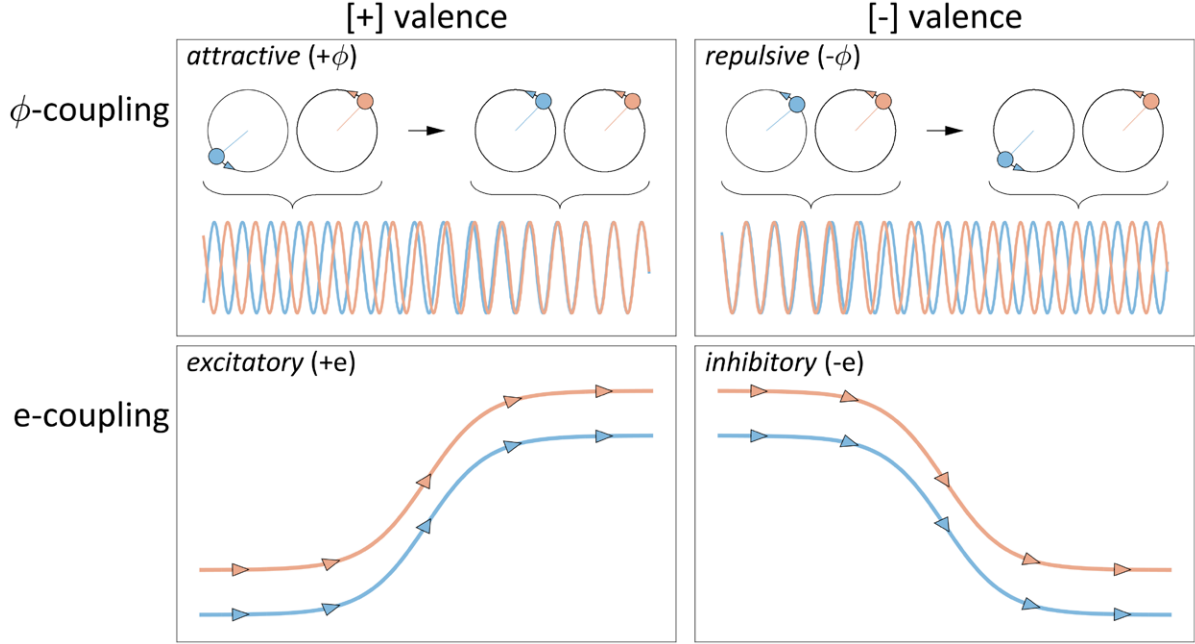 [+] valence
[-] valence
ϕ-coupling
attractive (+ϕ)
repulsive (-ϕ)
e-coupling
excitatory (+e)
inhibitory (-e)